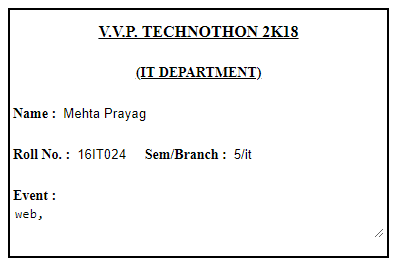 V.V.P. TECHNOTHON 2K18
(IT DEPARTMENT)
Name : Mehta Prayag
Roll No. : 16IT024 Sem/Branch : 5/it
Event :
web,